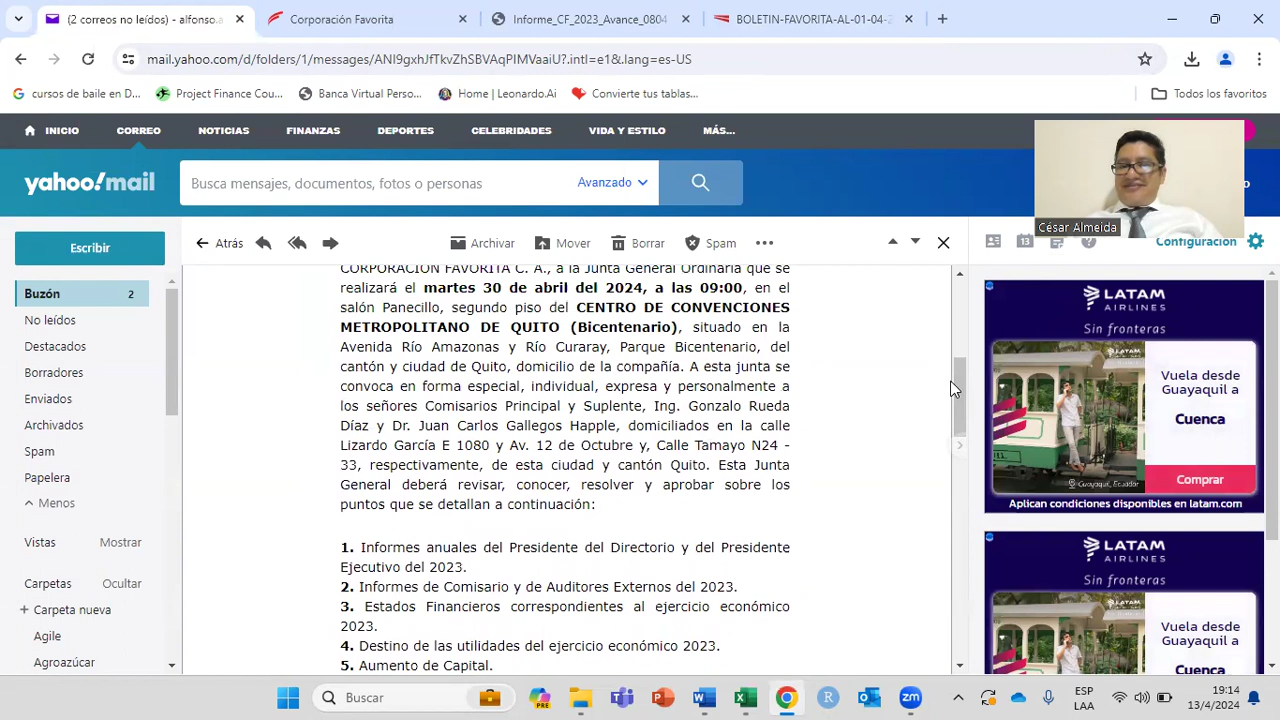 (2 correos no leídos) - alfonso.a
Corporación Favorita
Informe_CF_2023_Avance_0804
BOLETIN-FAVORITA-AL-01-04-2
mail.yahoo.com/d/folders/1/messages/ANI9gxhJfTkvZhSBVAqPIMVaaiU?.intl=e1&.lang=es-US
cursos de baile en D...
Project Finance Cou...
Banca Virtual Perso...
Home | Leonardo.Ai
Convierte tu tablas...
Todos los favoritos
INICIO
CORREO
NOTICIAS
FINANZAS
DEPORTES
CELEBRIDADES
VIDA Y ESTILO
MÁS...
yahoo!mail
Busca mensajes, documentos, fotos o personas
Avanzado
César Almeida
Escribir
Atrás
Archivar
Mover
Borrar
Spam
Configuración
Buzón 2
No leídos
Destacados
Borradores
Enviados
Archivados
Spam
Papelera
Menos
Vistas Mostrar
Carpetas Ocultar
+ Carpeta nueva
Agile
Agroazúcar
CORPORACIÓN FAVORITA C. A., a la Junta General Ordinaria que se
realizará el martes 30 de abril del 2024, a las 09:00, en el
salón Panecillo, segundo piso del CENTRO DE CONVENCIONES
METROPOLITANO DE QUITO (Bicentenario), situado en la
Avenida Río Amazonas y Río Curaray, Parque Bicentenario, del
cantón y ciudad de Quito, domicilio de la compañía. A esta junta se
convoca en forma especial, individual, expresa y personalmente a
los señores Comisarios Principal y Suplente, Ing. Gonzalo Rueda
Díaz y Dr. Juan Carlos Gallegos Happle, domiciliados en la calle
Lizardo García E 1080 y Av. 12 de Octubre y, Calle Tamayo N24 -
33, respectivamente, de esta ciudad y cantón Quito. Esta Junta
General deberá revisar, conocer, resolver y aprobar sobre los
puntos que se detallan a continuación:
1. Informes anuales del Presidente del Directorio y del Presidente
Ejecutivo del 2023.
2. Informes de Comisario y de Auditores Externos del 2023.
3. Estados Financieros correspondientes al ejercicio económico
2023.
4. Destino de las utilidades del ejercicio económico 2023.
5. Aumento de Capital.
LATAM
AIRLINES
Sin fronteras
LATAM
Vuela desde
Guayaquil a
Cuenca
Guayaquil, Ecuador
Comprar
Aplican condiciones disponibles en latam.com
LATAM
AIRLINES
Sin fronteras
LATAM
Vuela desde
Guayaquil a
Cuenca
Buscar
PRE
ESP
LAA
19:14
13/4/2024